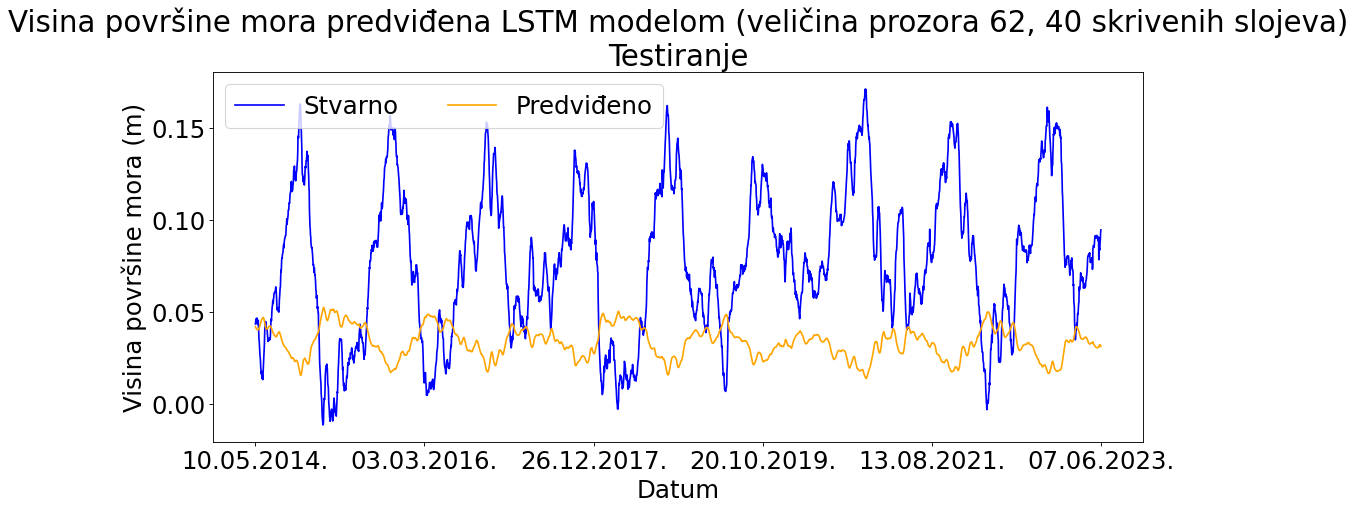 Visina površine mora predviđena LSTM modelom (veličina prozora 62, 40 skrivenih slojeva)
Testiranje
Stvarno Predviđeno
Visina površine mora (m)
0.15
0.10
0.05
0.00
10.05.2014. 03.03.2016. 26.12.2017. 20.10.2019. 13.08.2021. 07.06.2023.
Datum